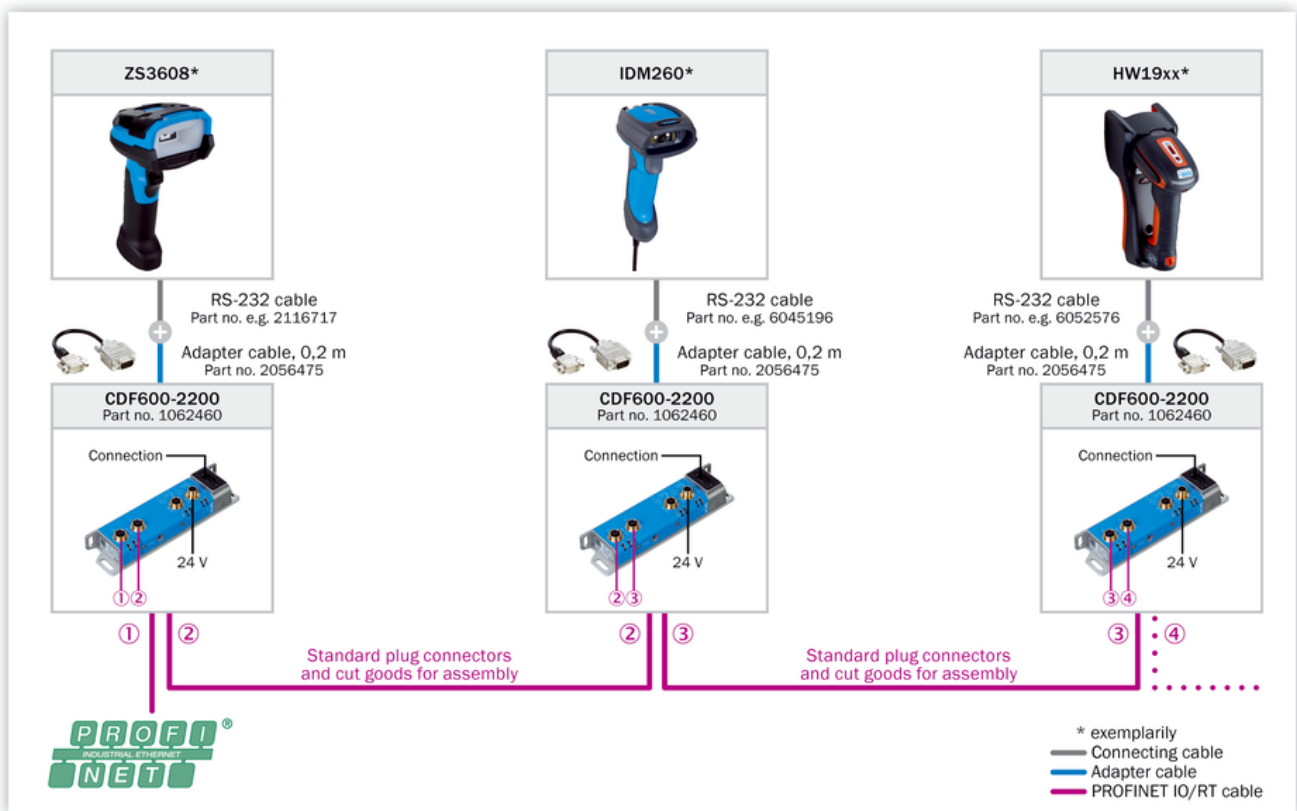 ZS3608*
IDM260*
HW19xx*
RS-232 cable
Part no. e.g. 2116717
Adapter cable, 0,2 m
Part no. 2056475
RS-232 cable
Part no. e.g. 6045196
Adapter cable, 0,2 m
Part no. 2056475
RS-232 cable
Part no. e.g. 6052576
Adapter cable, 0,2 m
Part no. 2056475
CDF600-2200
Part no. 1062460
Connection
24 V
①②
CDF600-2200
Part no. 1062460
Connection
24 V
②③
CDF600-2200
Part no. 1062460
Connection
24 V
③④
① ②
② ③
③ ④
Standard plug connectors
and cut goods for assembly
Standard plug connectors
and cut goods for assembly
PROFI®
INDUSTRIAL ETHERNET
NET
* exemplarily
Connecting cable
Adapter cable
PROFINET IO/RT cable